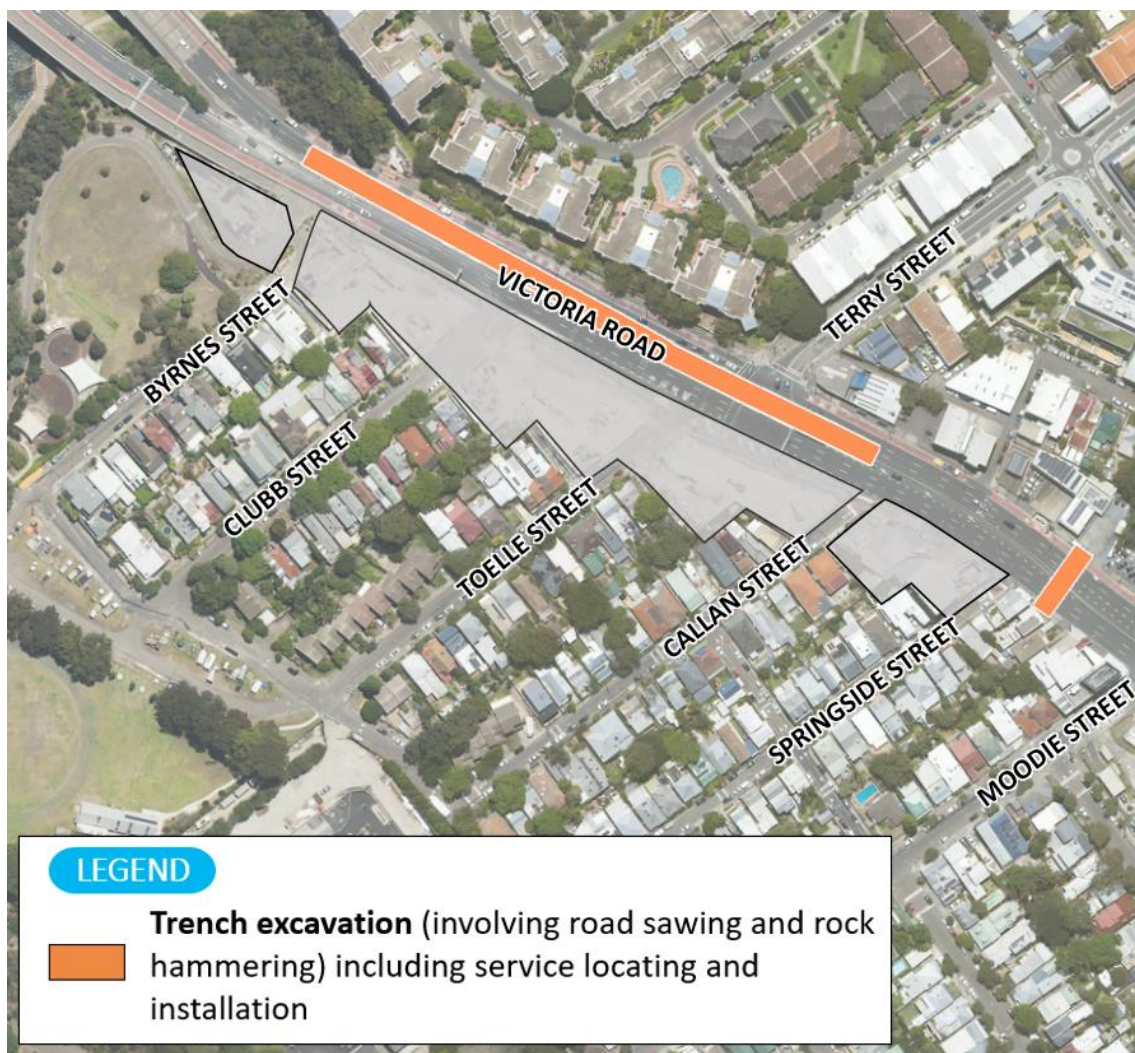 VICTORIA ROAD
TERRY STREET
BYRNES STREET
CLUBB STREET
TOELLE STREET
CALLAN STREET
SPRINGSIDE STREET
MOODIE STREET
LEGEND
Trench excavation (involving road sawing and rock
hammering) including service locating and
installation